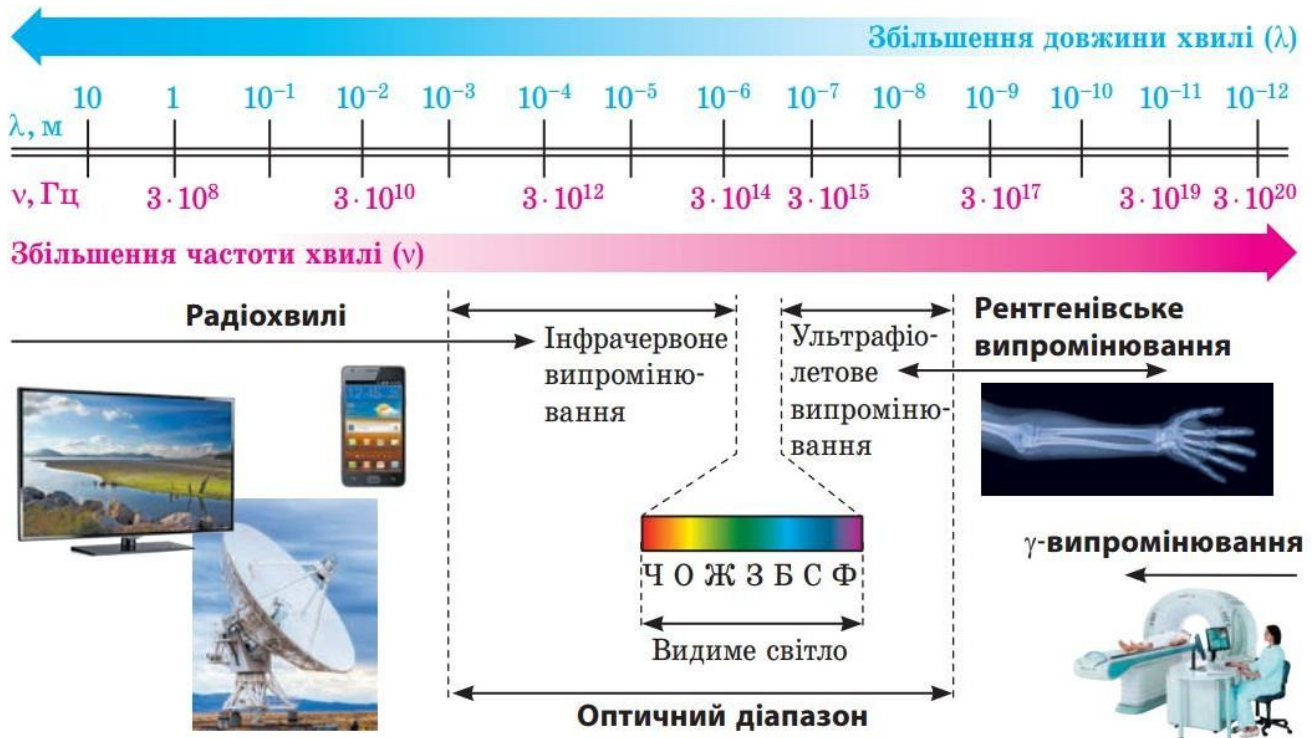 Збільшення довжини хвилі (λ)
10 1 10⁻¹ 10⁻² 10⁻³ 10⁻⁴ 10⁻⁵ 10⁻⁶ 10⁻⁷ 10⁻⁸ 10⁻⁹ 10⁻¹⁰ 10⁻¹¹ 10⁻¹²
λ, м
ν, Гц 3·10⁸ 3·10¹⁰ 3·10¹² 3·10¹⁴ 3·10¹⁵ 3·10¹⁷ 3·10¹⁹ 3·10²⁰
Збільшення частоти хвилі (ν)
Радіохвилі
Інфрачервоне
випроміню-
вання
Ультрафіо-
летове
випроміню-
вання
Рентгенівське
випромінювання
Ч О Ж З Б С Ф
Видиме світло
γ-випромінювання
Оптичний діапазон